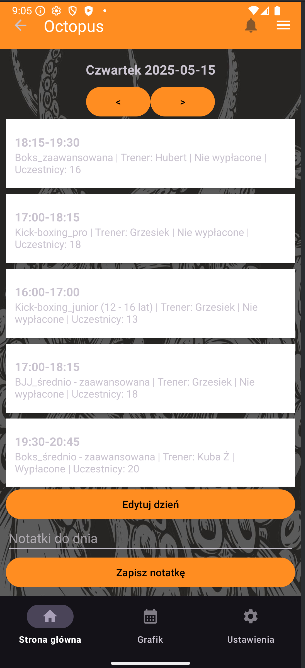 9:05
Octopus
Czwartek 2025-05-15
< >
18:15-19:30
Boks_zaawansowana | Trener: Hubert | Nie wypłacone |
Uczestnicy: 16
17:00-18:15
Kick-boxing_pro | Trener: Grzesiek | Nie wypłacone |
Uczestnicy: 18
16:00-17:00
Kick-boxing_junior (12 - 16 lat) | Trener: Grzesiek | Nie
wypłacone | Uczestnicy: 13
17:00-18:15
BJJ_średnio - zaawansowana | Trener: Grzesiek | Nie
wypłacone | Uczestnicy: 18
19:30-20:45
Boks_średnio - zaawansowana | Trener: Kuba Ż |
Wypłacone | Uczestnicy: 20
Edytuj dzień
Notatki do dnia
Zapisz notatkę
Strona główna Grafik Ustawienia